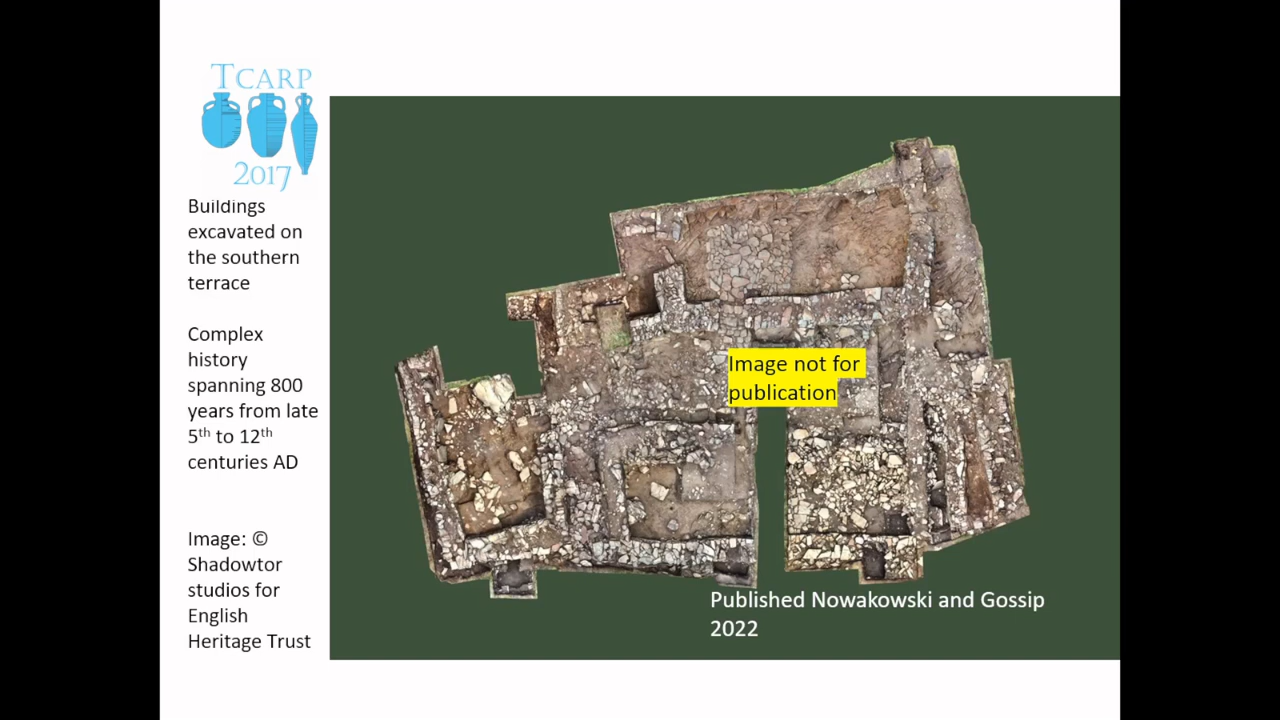 TCARP
2017
Buildings
excavated on
the southern
terrace
Complex
history
spanning 800
years from late
5th to 12th
centuries AD
Image: ©
Shadowtor
studios for
English
Heritage Trust
Image not for
publication
Published Nowakowski and Gossip
2022